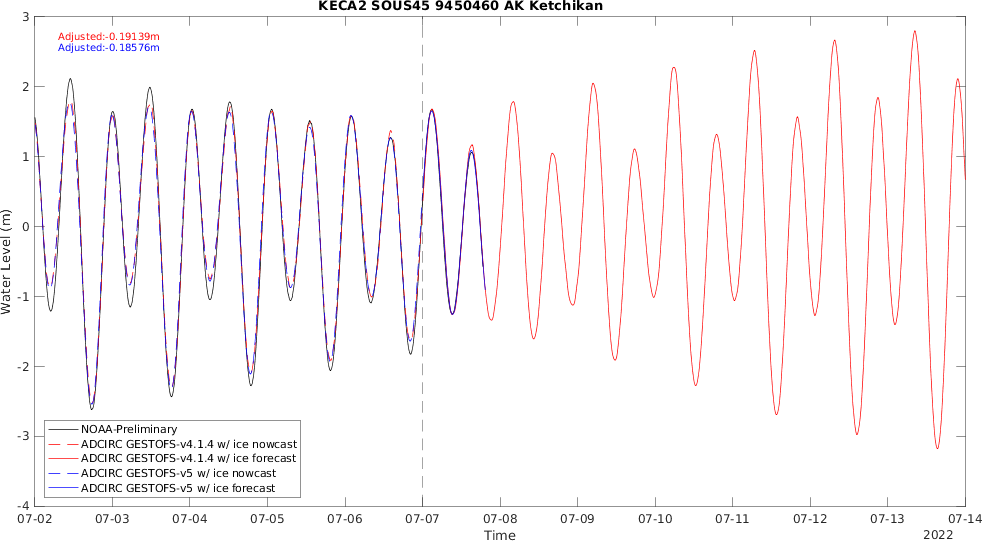 KECA2 SOUS45 9450460 AK Ketchikan
Adjusted:-0.19139m
Adjusted:-0.18576m
3
2
1
0
-1
-2
-3
-4
Water Level (m)
NOAA-Preliminary
ADCIRC GESTOFS-v4.1.4 w/ ice nowcast
ADCIRC GESTOFS-v4.1.4 w/ ice forecast
ADCIRC GESTOFS-v5 w/ ice nowcast
ADCIRC GESTOFS-v5 w/ ice forecast
07-02 07-03 07-04 07-05 07-06 07-07 07-08 07-09 07-10 07-11 07-12 07-13 07-14
Time
2022